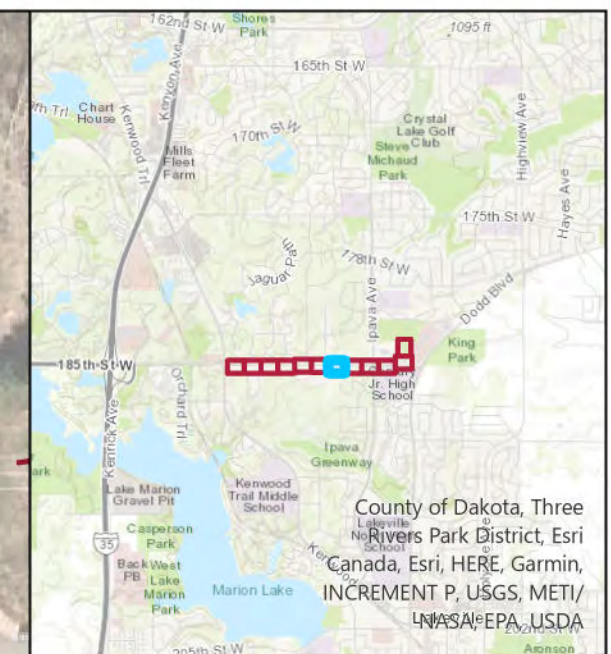 162nd St W
Shores
Park
1095 ft
Kenyon Ave
165th St W
Chart
House
Kenwood Trl
170th St W
Crystal
Lake Golf
Club
Steve
Michaud
Park
Highview Ave
Mills
Fleet
Farm
Hayes Ave
175th St W
178th St W
Jaguar Path
Ipava Ave
Dodd Blvd
King
Park
185th St W
Jr. High
School
Orchard Trl
Kenrick Ave
Ipava
Greenway
Lake Marion
Gravel Pit
Kenwood
Trail Middle
School
Casperson
Park
35
West
Lake
Marion
Park
Marion Lake
County of Dakota, Three
Rivers Park District, Esri
Canada, Esri, HERE, Garmin,
INCREMENT P, USGS, METI/
NASA, EPA, USDA
205th St W
202nd St W
Aronson